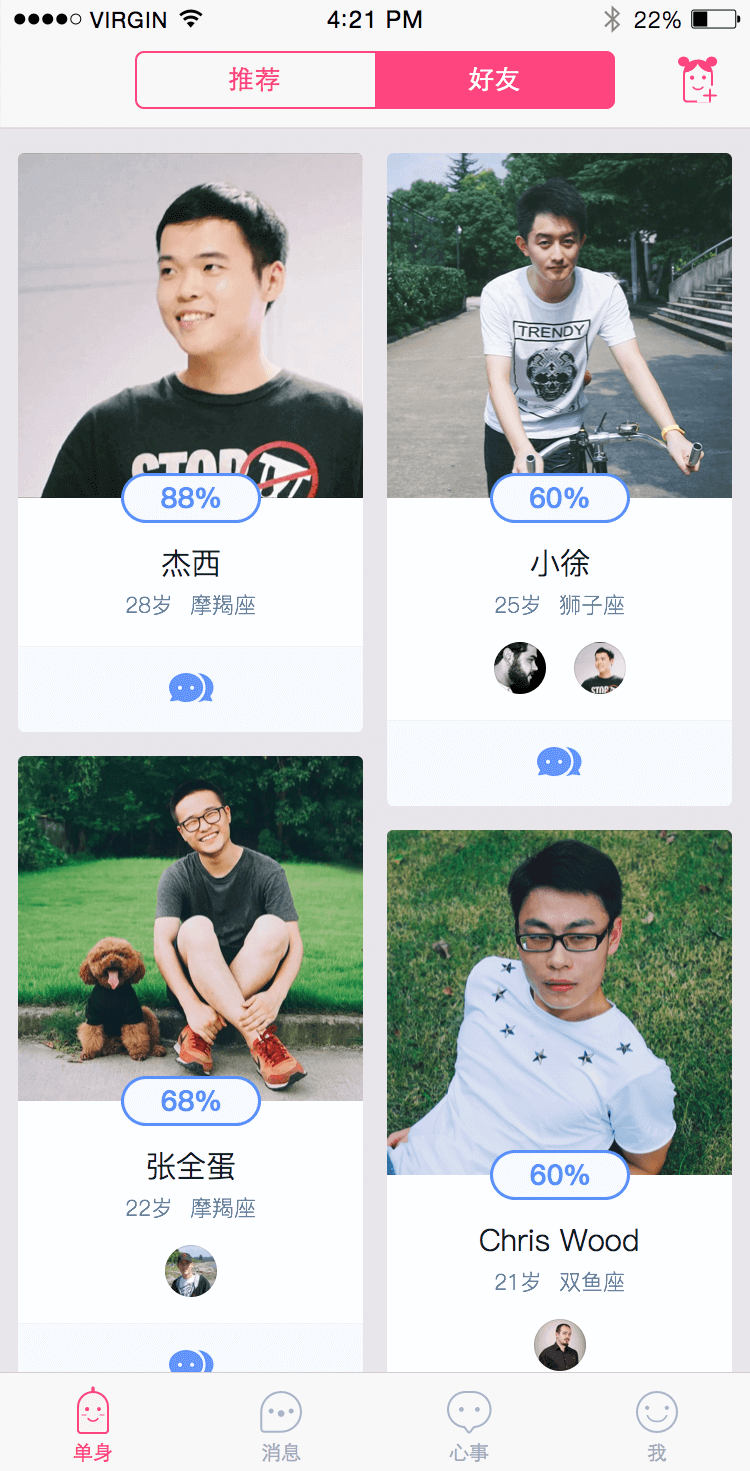 VIRGIN 4:21 PM 22%
推荐 好友
STOP
88%
杰西
28岁 摩羯座
TRENDY
60%
小徐
25岁 狮子座
68%
张全蛋
22岁 摩羯座
60%
Chris Wood
21岁 双鱼座
单身 消息 心事 我